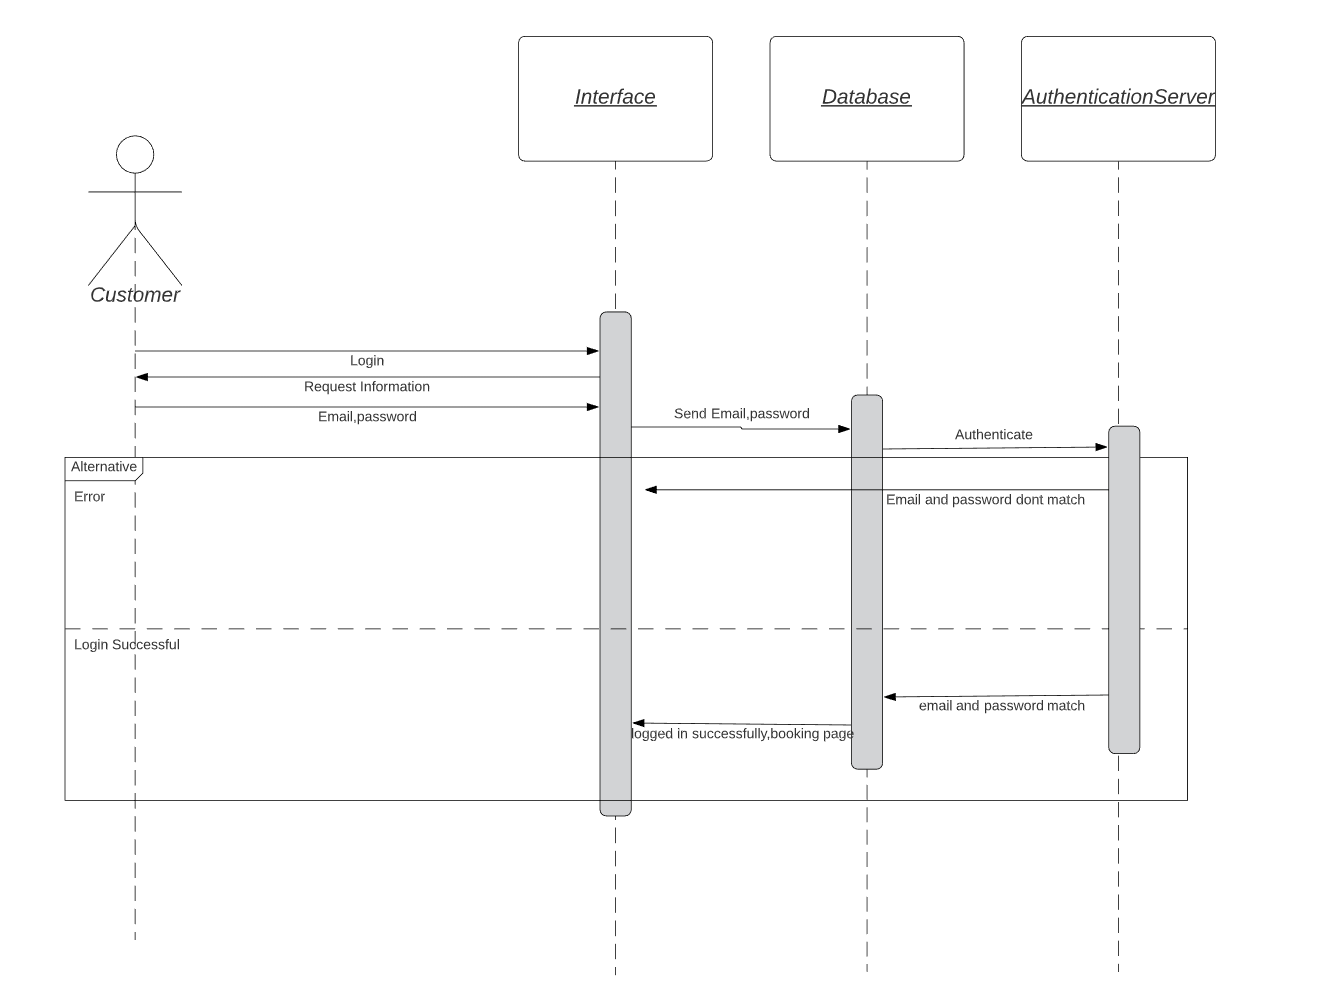 Interface
Database
AuthenticationServer
Customer
Login
Request Information
Email,password
Send Email,password
Authenticate
Alternative
Error
Email and password dont match
Login Successful
email and password match
logged in successfully,booking page